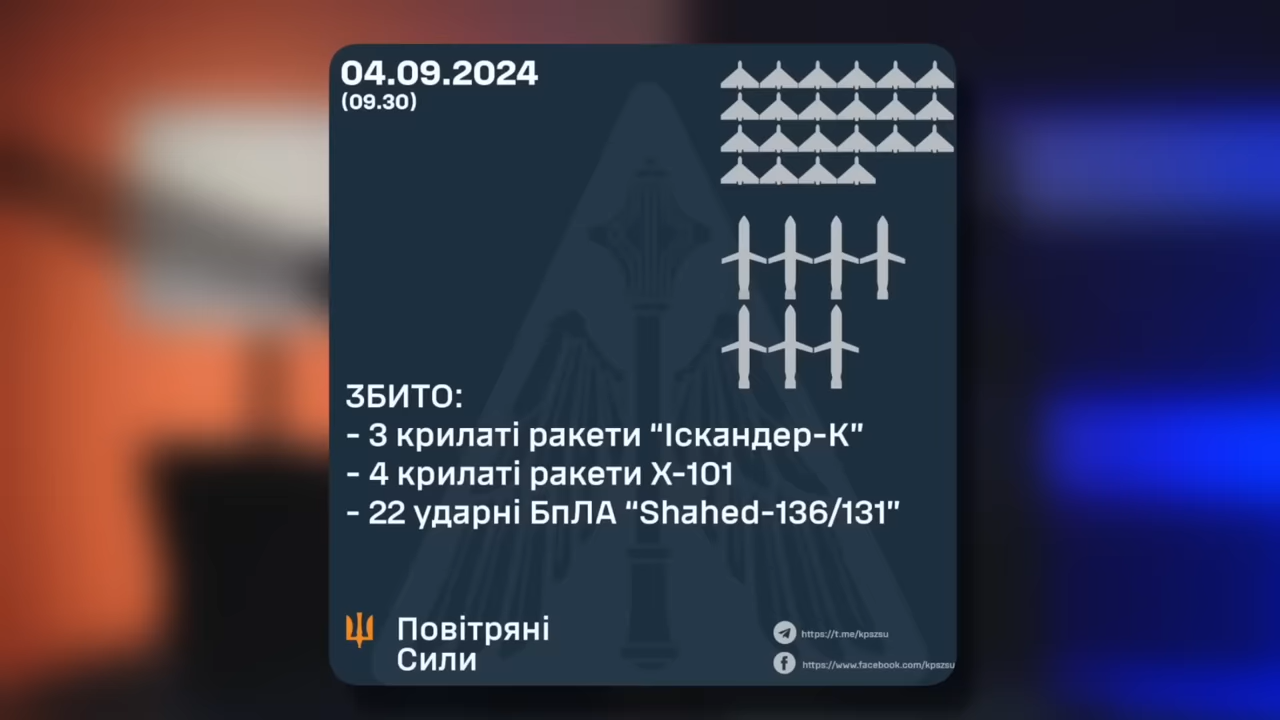 04.09.2024
(09.30)
ЗБИТО:
- 3 крилаті ракети “Іскандер-К”
- 4 крилаті ракети Х-101
- 22 ударні БпЛА “Shahed-136/131”
Повітряні
Сили
https://t.me/kpszsu
https://www.facebook.com/kpszsu